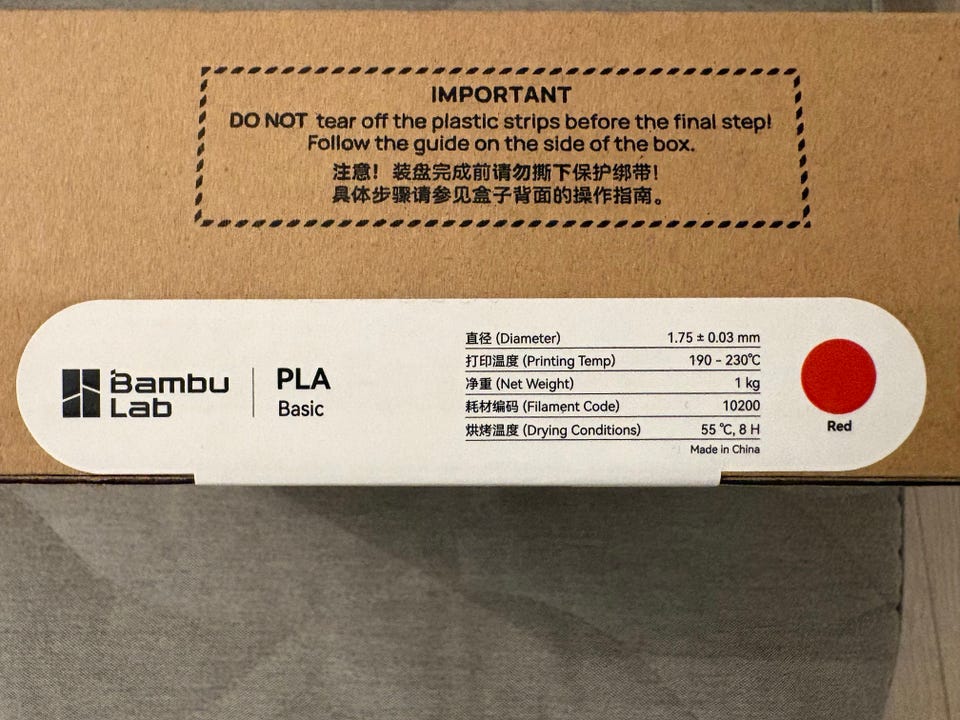 IMPORTANT
DO NOT tear off the plastic strips before the final step!
Follow the guide on the side of the box.
注意！装盘完成前请勿撕下保护绑带！
具体步骤请参见盒子背面的操作指南。
Bambu
Lab
PLA
Basic
直径 (Diameter) 1.75 ± 0.03 mm
打印温度 (Printing Temp) 190 - 230℃
净重 (Net Weight) 1 kg
耗材编码 (Filament Code) 10200
烘烤温度 (Drying Conditions) 55 ℃, 8 H
Made in China
Red